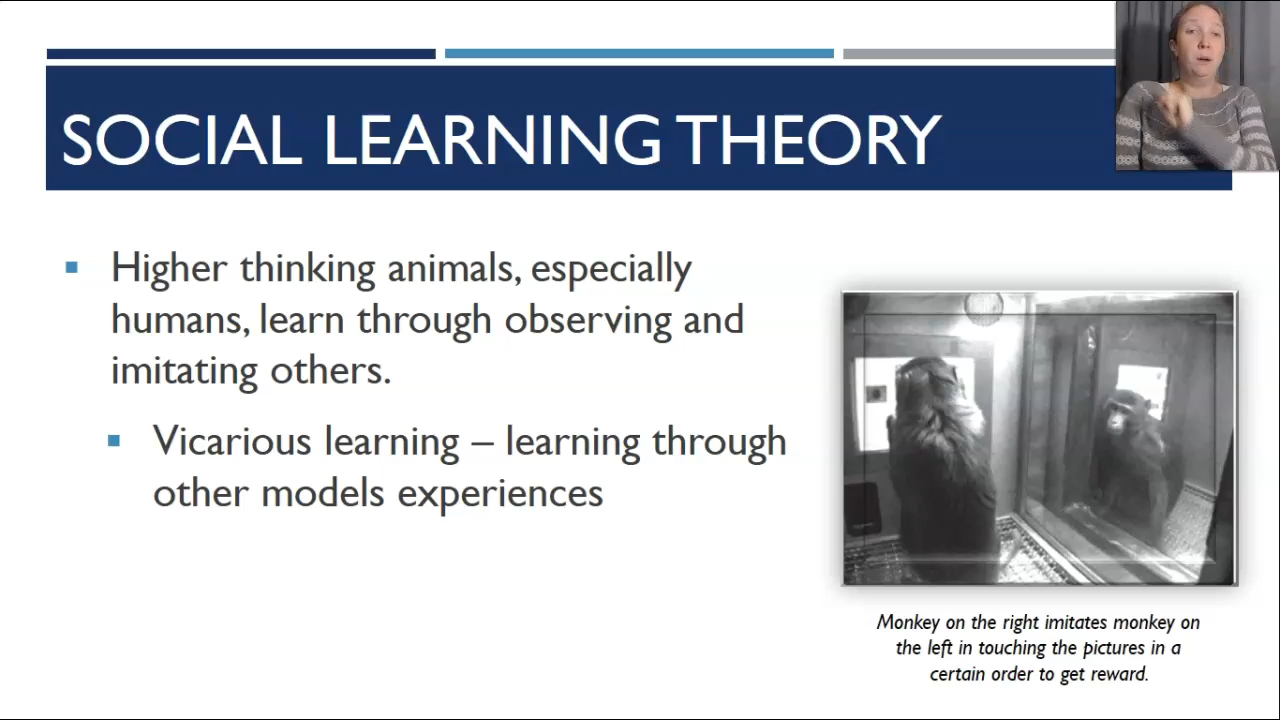 SOCIAL LEARNING THEORY
Higher thinking animals, especially
humans, learn through observing and
imitating others.
Vicarious learning – learning through
other models experiences
Monkey on the right imitates monkey on
the left in touching the pictures in a
certain order to get reward.